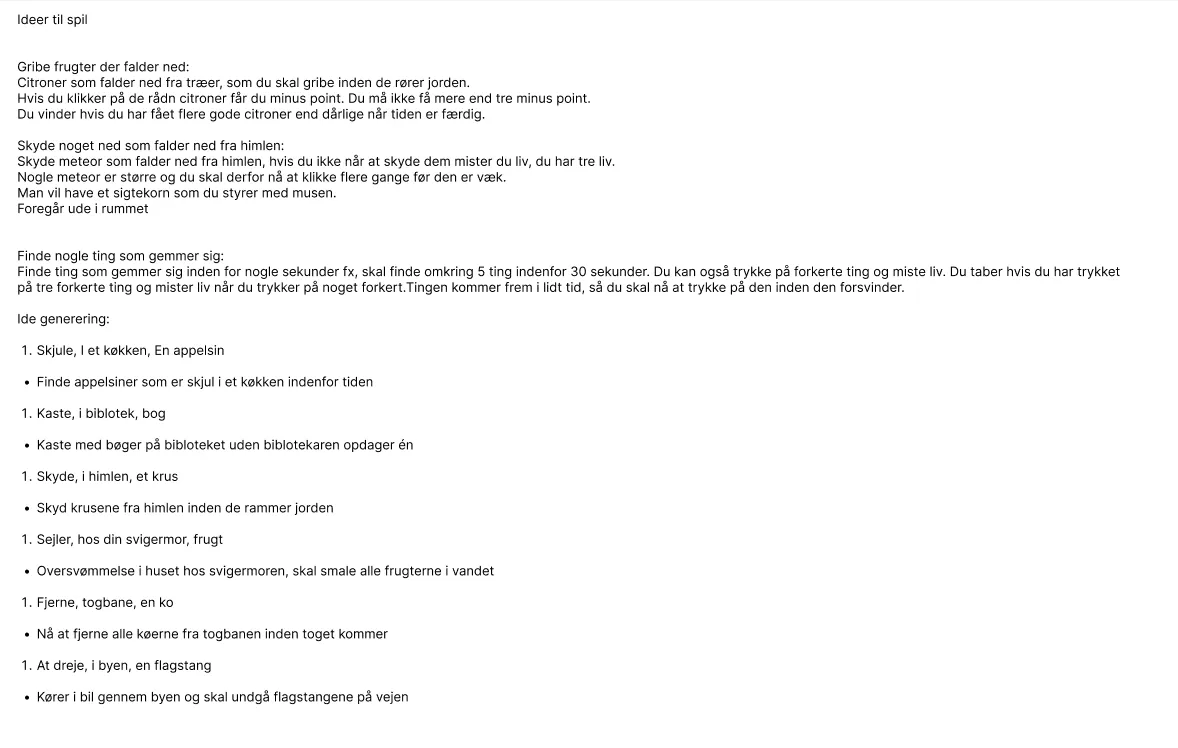 Ideer til spil
Gribe frugter der falder ned:
Citroner som falder ned fra træer, som du skal gribe inden de rører jorden.
Hvis du klikker på de rådn citroner får du minus point. Du må ikke få mere end tre minus point.
Du vinder hvis du har fået flere gode citroner end dårlige når tiden er færdig.
Skyde noget ned som falder ned fra himlen:
Skyde meteor som falder ned fra himlen, hvis du ikke når at skyde dem mister du liv, du har tre liv.
Nogle meteor er større og du skal derfor nå at klikke flere gange før den er væk.
Man vil have et sigtekorn som du styrer med musen.
Foregår ude i rummet
Finde nogle ting som gemmer sig:
Finde ting som gemmer sig inden for nogle sekunder fx, skal finde omkring 5 ting indenfor 30 sekunder. Du kan også trykke på forkerte ting og miste liv. Du taber hvis du har trykket
på tre forkerte ting og mister liv når du trykker på noget forkert.Tingen kommer frem i lidt tid, så du skal nå at trykke på den inden den forsvinder.
Ide generering:
1. Skjule, I et køkken, En appelsin
• Finde appelsiner som er skjul i et køkken indenfor tiden
1. Kaste, i biblotek, bog
• Kaste med bøger på bibloteket uden biblotekaren opdager én
1. Skyde, i himlen, et krus
• Skyd krusene fra himlen inden de rammer jorden
1. Sejler, hos din svigermor, frugt
• Oversvømmelse i huset hos svigermoren, skal smale alle frugterne i vandet
1. Fjerne, togbane, en ko
• Nå at fjerne alle køerne fra togbanen inden toget kommer
1. At dreje, i byen, en flagstang
• Kører i bil gennem byen og skal undgå flagstangene på vejen